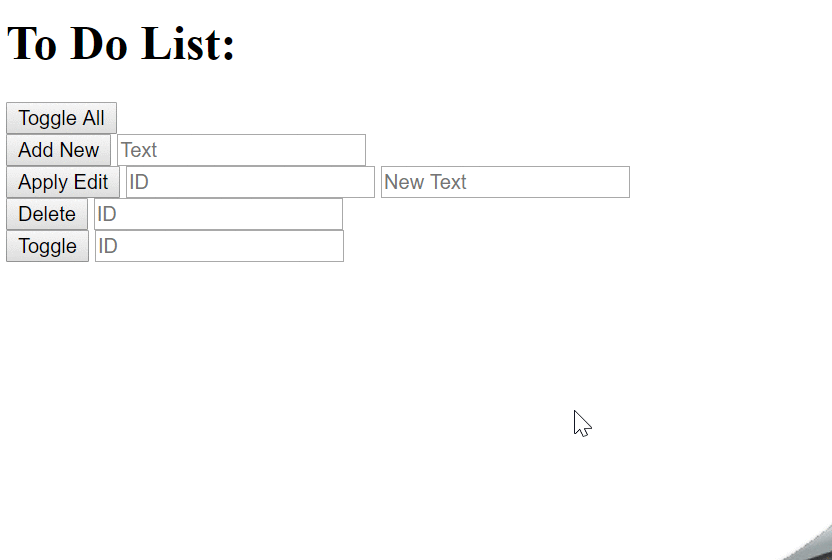 To Do List:
Toggle All
Add New Text
Apply Edit ID New Text
Delete ID
Toggle ID